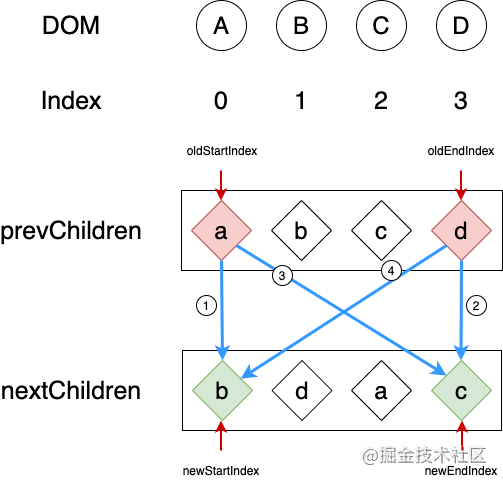 DOM A B C D
Index 0 1 2 3
oldStartIndex oldEndIndex
prevChildren a b c d
1 3 4 2
nextChildren b d a c
@掘金技术社区
newStartIndex newEndIndex